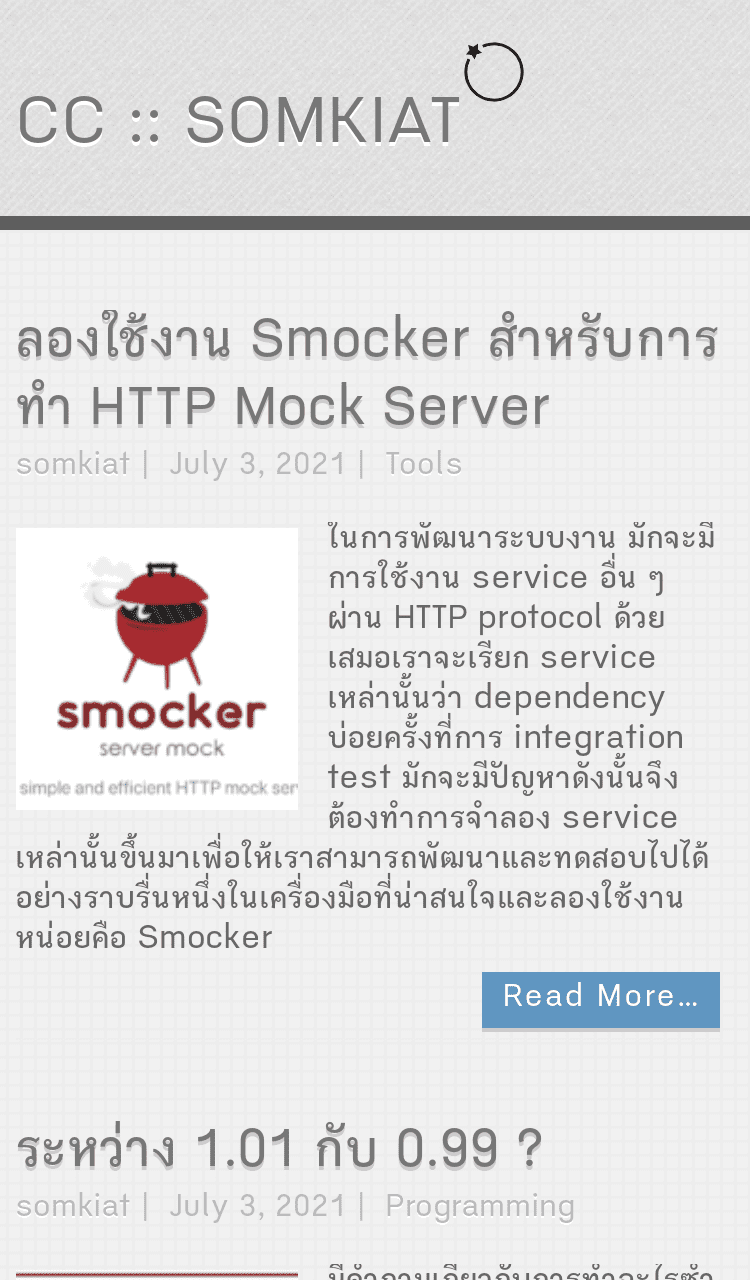 CC :: SOMKIAT
ลองใช้งาน Smocker สำหรับการ
ทำ HTTP Mock Server
somkiat | July 3, 2021 | Tools
ในการพัฒนาระบบงาน มักจะมี
การใช้งาน service อื่น ๆ
ผ่าน HTTP protocol ด้วย
เสมอเราจะเรียก service
เหล่านั้นว่า dependency
บ่อยครั้งที่การ integration
test มักจะมีปัญหาดังนั้นจึง
ต้องทำการจำลอง service
smocker
server mock
simple and efficient HTTP mock ser
เหล่านั้นขึ้นมาเพื่อให้เราสามารถพัฒนาและทดสอบไปได้
อย่างราบรื่นหนึ่งในเครื่องมือที่น่าสนใจและลองใช้งาน
หน่อยคือ Smocker
Read More…
ระหว่าง 1.01 กับ 0.99 ?
somkiat | July 3, 2021 | Programming